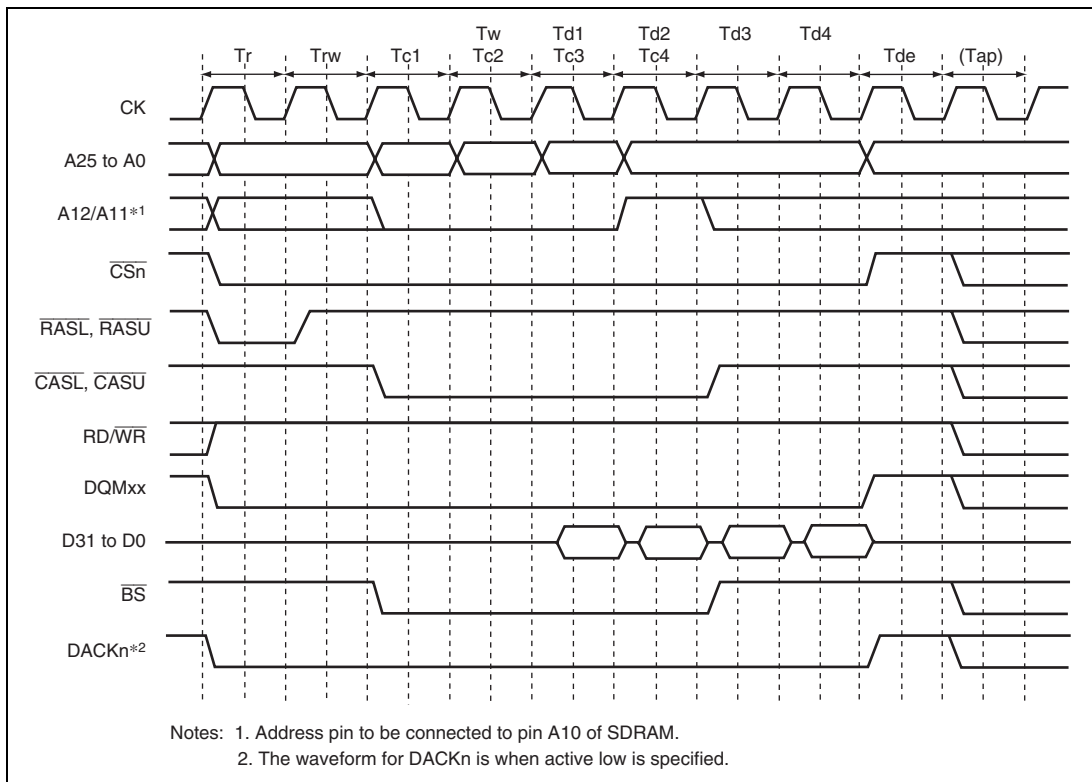 Tw Td1 Td2 Td3 Td4
Tr Trw Tc1 Tc2 Tc3 Tc4 Tde (Tap)
CK
A25 to A0
A12/A11*1
CSn
RASL, RASU
CASL, CASU
RD/WR
DQMxx
D31 to D0
BS
DACKn*2
Notes: 1. Address pin to be connected to pin A10 of SDRAM.
2. The waveform for DACKn is when active low is specified.